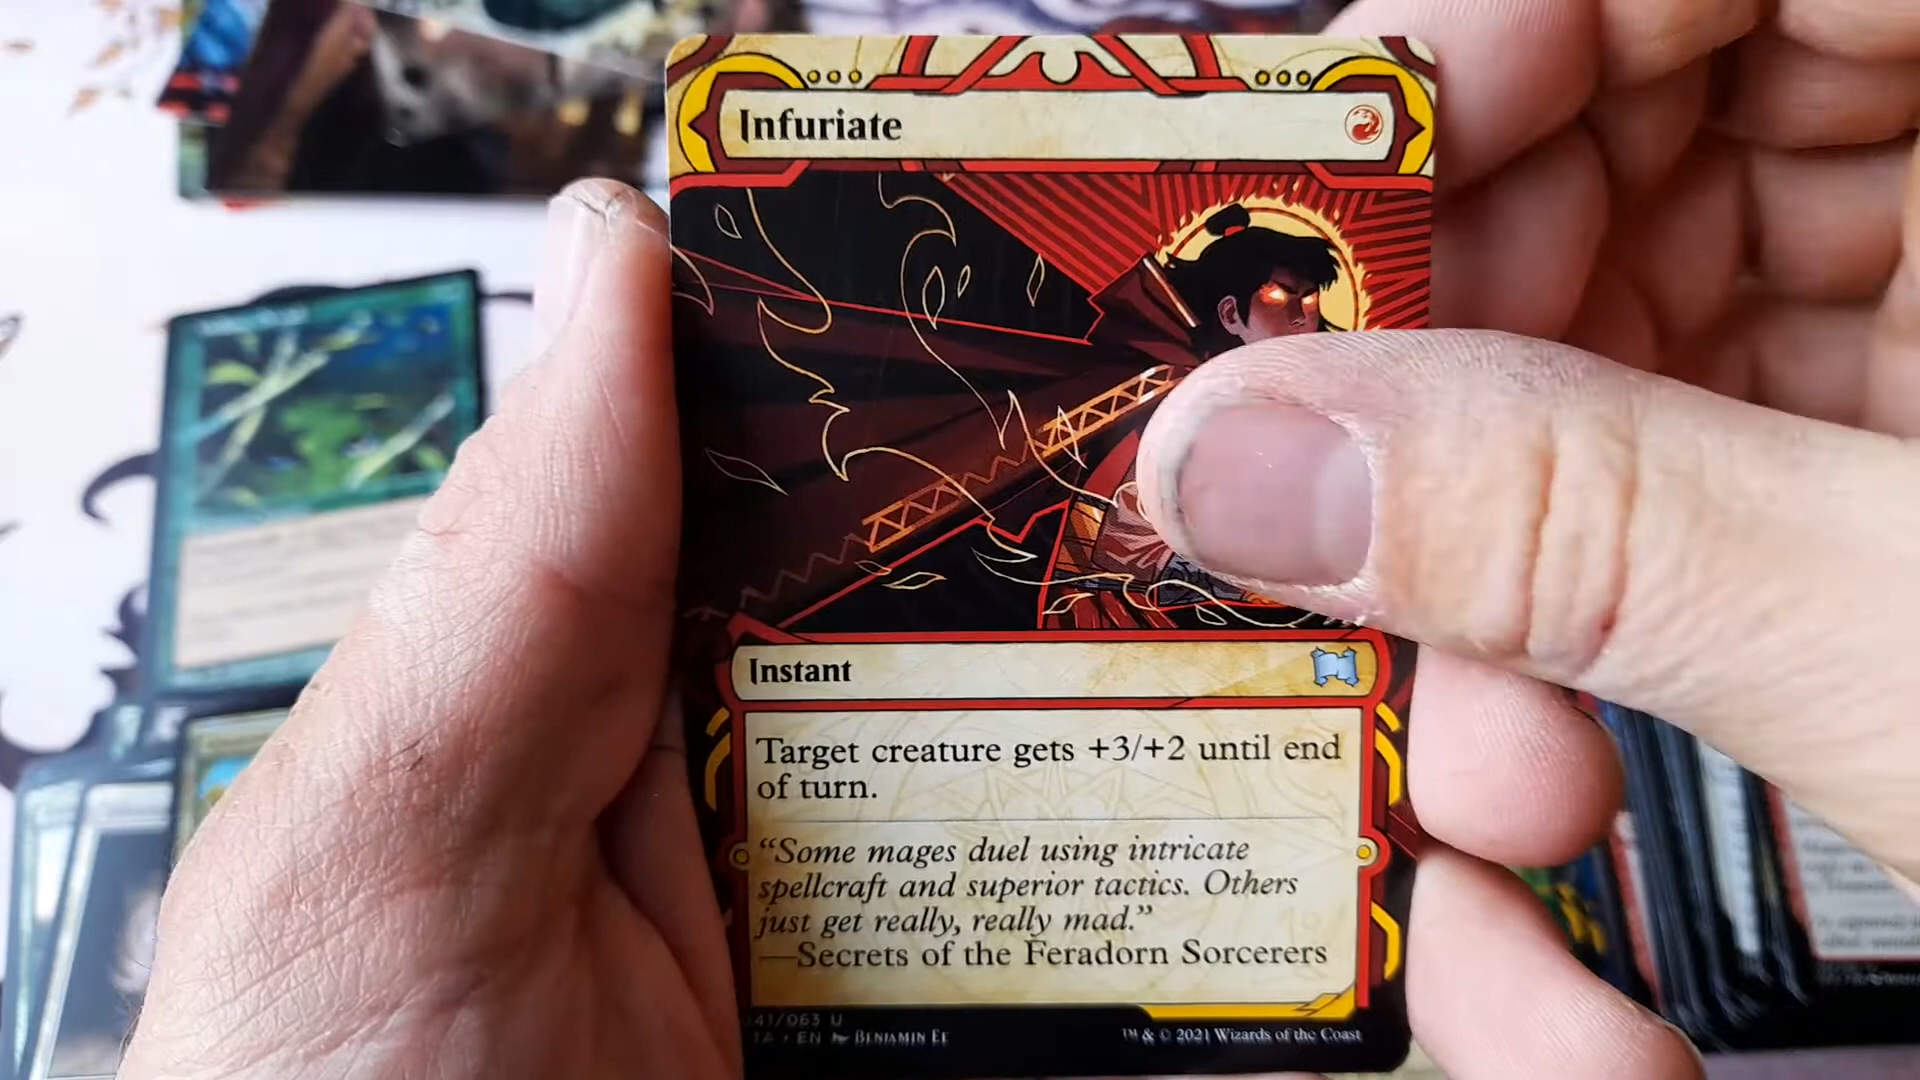 Infuriate
Instant
Target creature gets +3/+2 until end
of turn.
“Some mages duel using intricate
spellcraft and superior tactics. Others
just get really, really mad.”
—Secrets of the Feradorn Sorcerers
41/063 U
TA • EN BENJAMIN EE
™ & © 2021 Wizards of the Coast